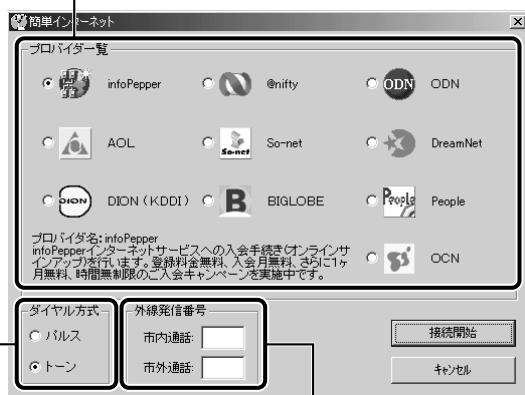 簡単インターネット
プロバイダ一覧
infoPepper
@nifty
ODN ODN
AOL
So-net So-net
DreamNet
DION DION (KDDI)
B BIGLOBE
People People
プロバイダ名: infoPepper
infoPepperインターネットサービスへの入会手続き(オンラインサ
インアップ)を行います。登録料金無料、入会月無料、さらに1ヶ
月無料、時間無制限のご入会キャンペーンを実施中です。
OCN
ダイヤル方式
パルス
トーン
外線発信番号
市内通話:
市外通話:
接続開始
キャンセル